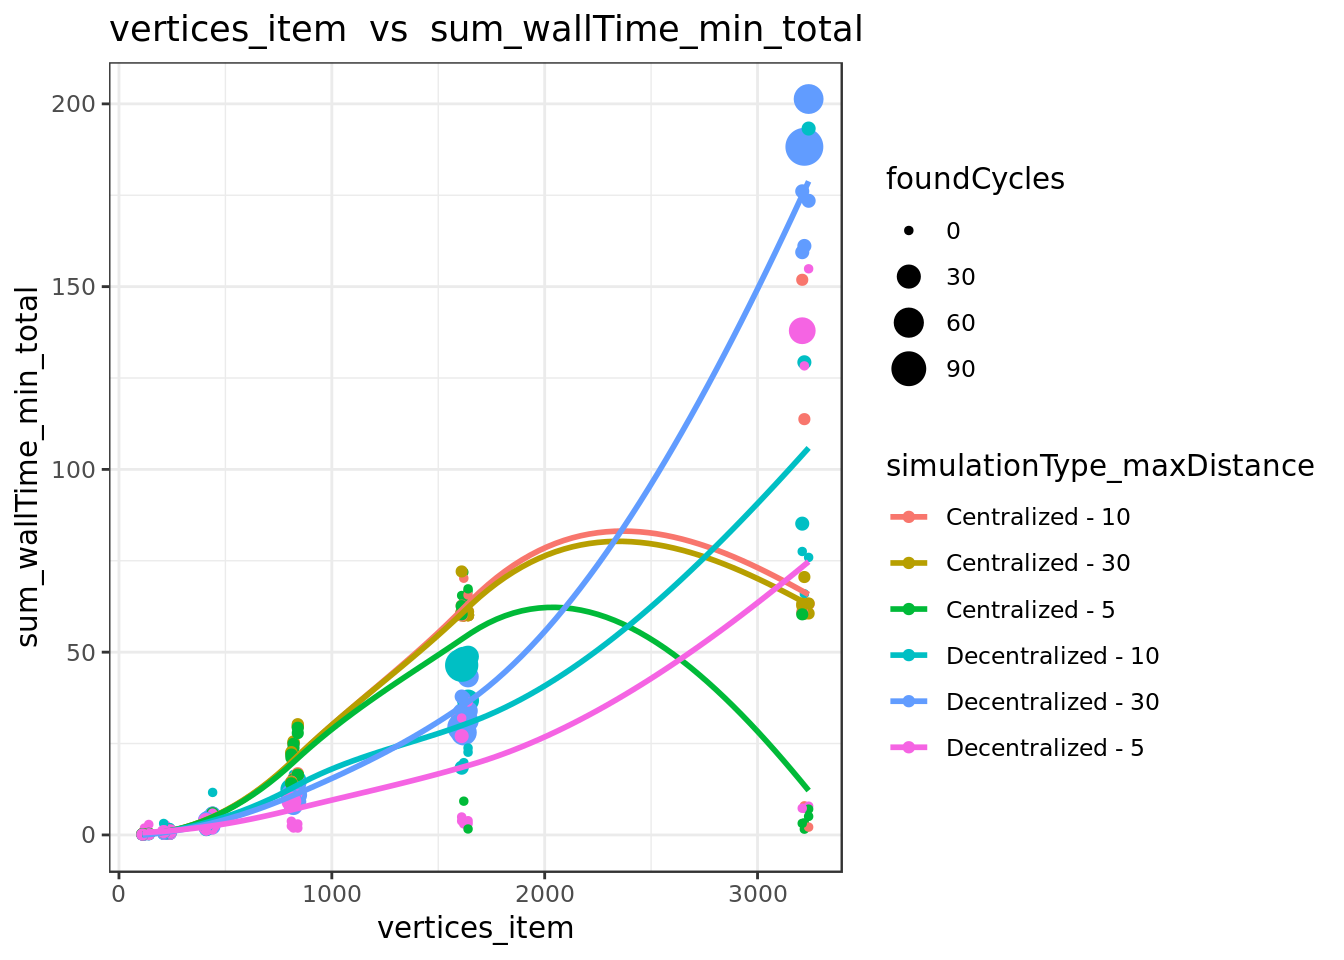 vertices_item  vs  sum_wallTime_min_total
sum_wallTime_min_total
200
150
100
50
0
0
1000
2000
3000
vertices_item
foundCycles
0
30
60
90
simulationType_maxDistance
Centralized - 10
Centralized - 30
Centralized - 5
Decentralized - 10
Decentralized - 30
Decentralized - 5